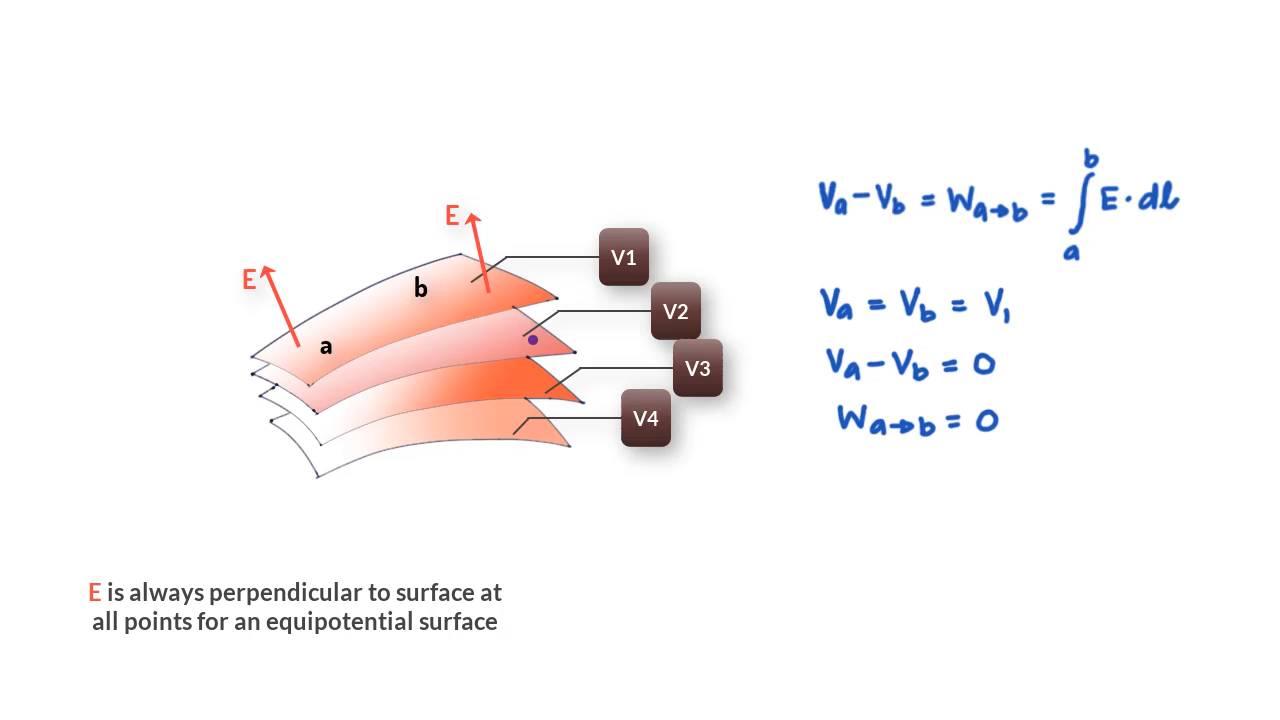 E
E
b
a
V1
V2
V3
V4
Va – Vb = Wa→b = ∫ab E · dl
Va = Vb = V1
Va – Vb = 0
Wa→b = 0
E is always perpendicular to surface at
all points for an equipotential surface